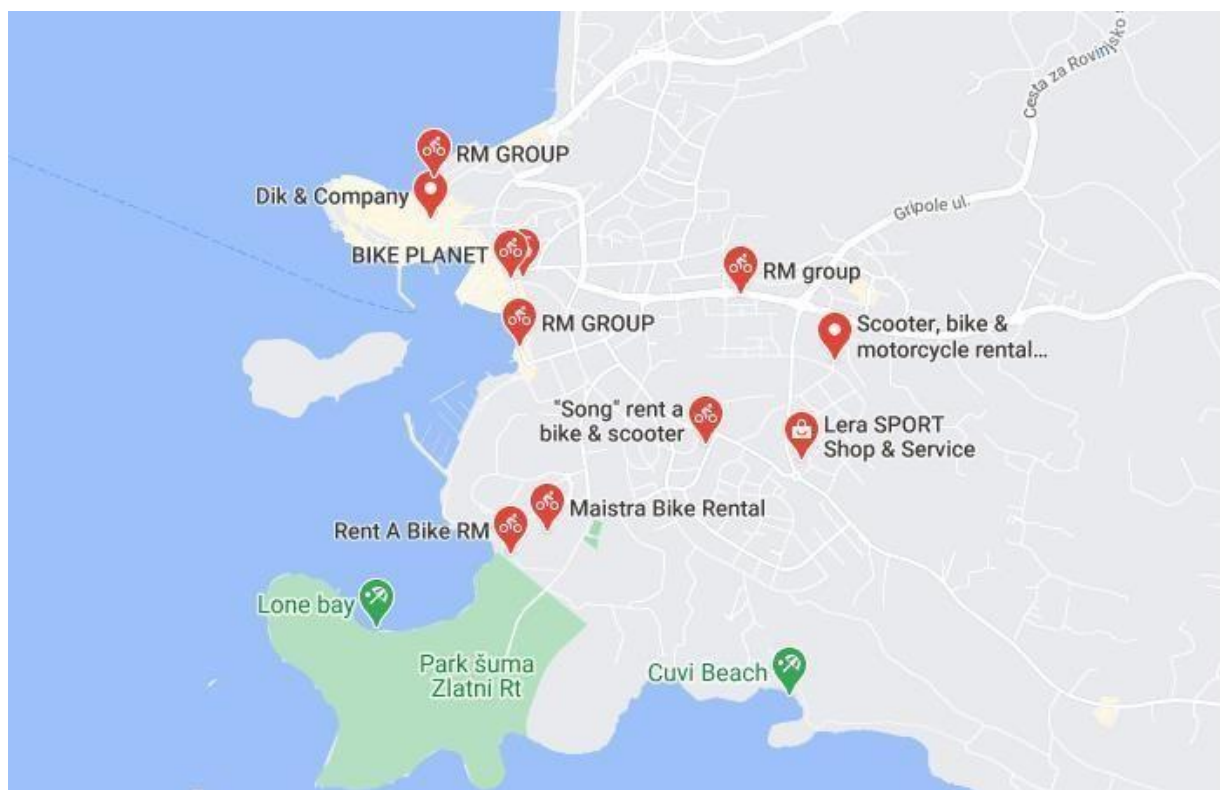 Cesta za Rovinjsko
RM GROUP
Dik & Company
Gripole ul.
BIKE PLANET
RM group
RM GROUP
Scooter, bike &
motorcycle rental...
"Song" rent a
bike & scooter
Lera SPORT
Shop & Service
Maistra Bike Rental
Rent A Bike RM
Lone bay
Park šuma
Zlatni Rt
Cuvi Beach